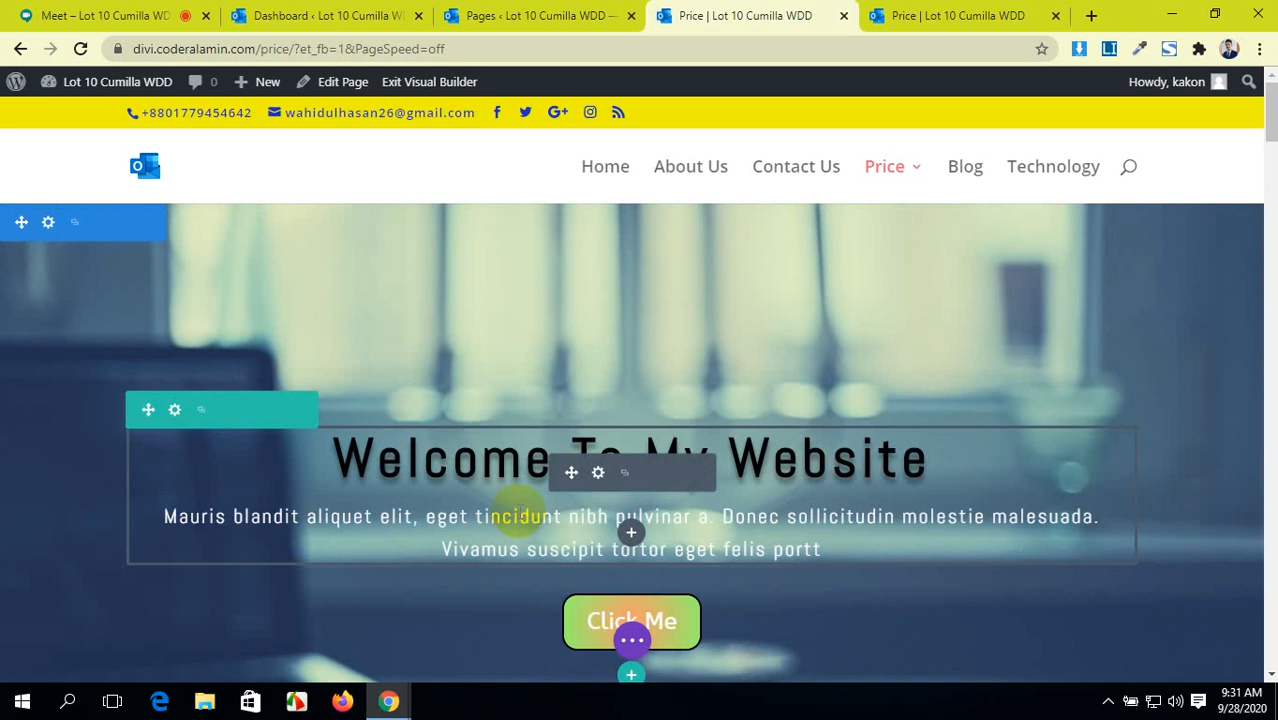 Meet – Lot 10 Cumilla WDD
Dashboard ‹ Lot 10 Cumilla WDD
Pages ‹ Lot 10 Cumilla WDD —
Price | Lot 10 Cumilla WDD
Price | Lot 10 Cumilla WDD
divi.coderalamin.com/price/?et_fb=1&PageSpeed=off
Lot 10 Cumilla WDD
0
New
Edit Page
Exit Visual Builder
Howdy, kakon
+8801779454642
wahidulhasan26@gmail.com
Home
About Us
Contact Us
Price
Blog
Technology
Welcome To My Website
Mauris blandit aliquet elit, eget tincidunt nibh pulvinar a. Donec sollicitudin molestie malesuada.
Vivamus suscipit tortor eget felis portt
Click Me
9:31 AM
9/28/2020